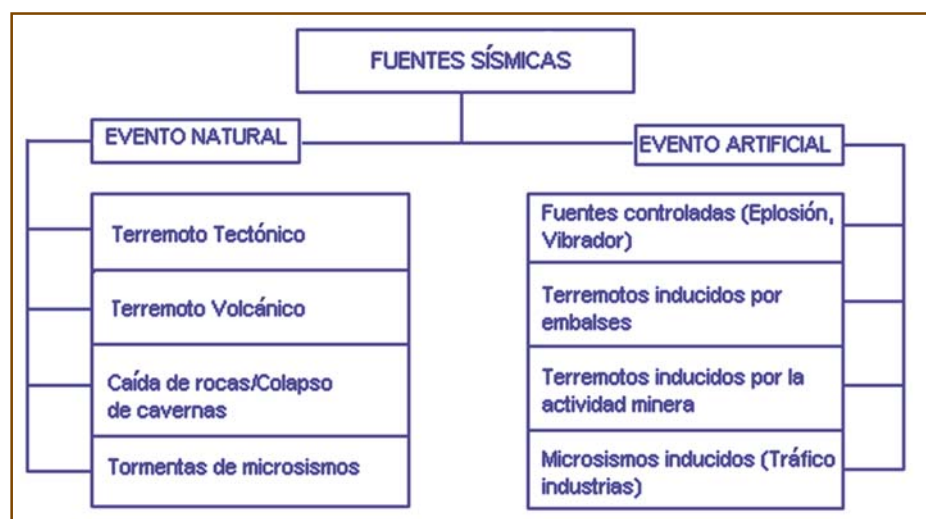 FUENTES SÍSMICAS
EVENTO NATURAL
Terremoto Tectónico
Terremoto Volcánico
Caída de rocas/Colapso
de cavernas
Tormentas de microsismos
EVENTO ARTIFICIAL
Fuentes controladas (Eplosión,
Vibrador)
Terremotos inducidos por
embalses
Terremotos inducidos por la
actividad minera
Microsismos inducidos (Tráfico
industrias)